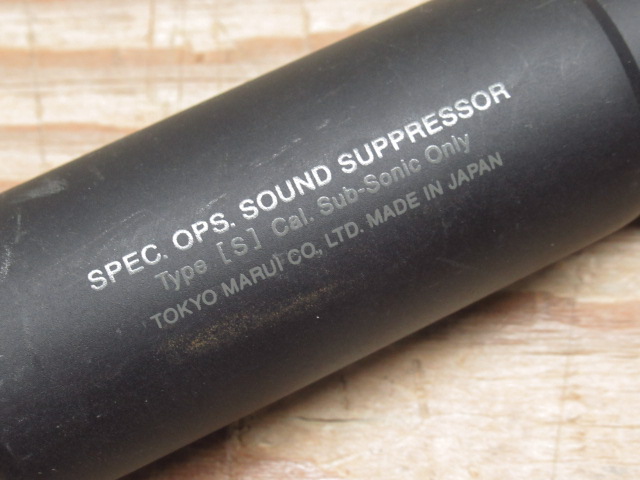 SPEC. OPS. SOUND SUPPRESSOR
Type [S] Cal. Sub-Sonic Only
TOKYO MARUI CO., LTD. MADE IN JAPAN